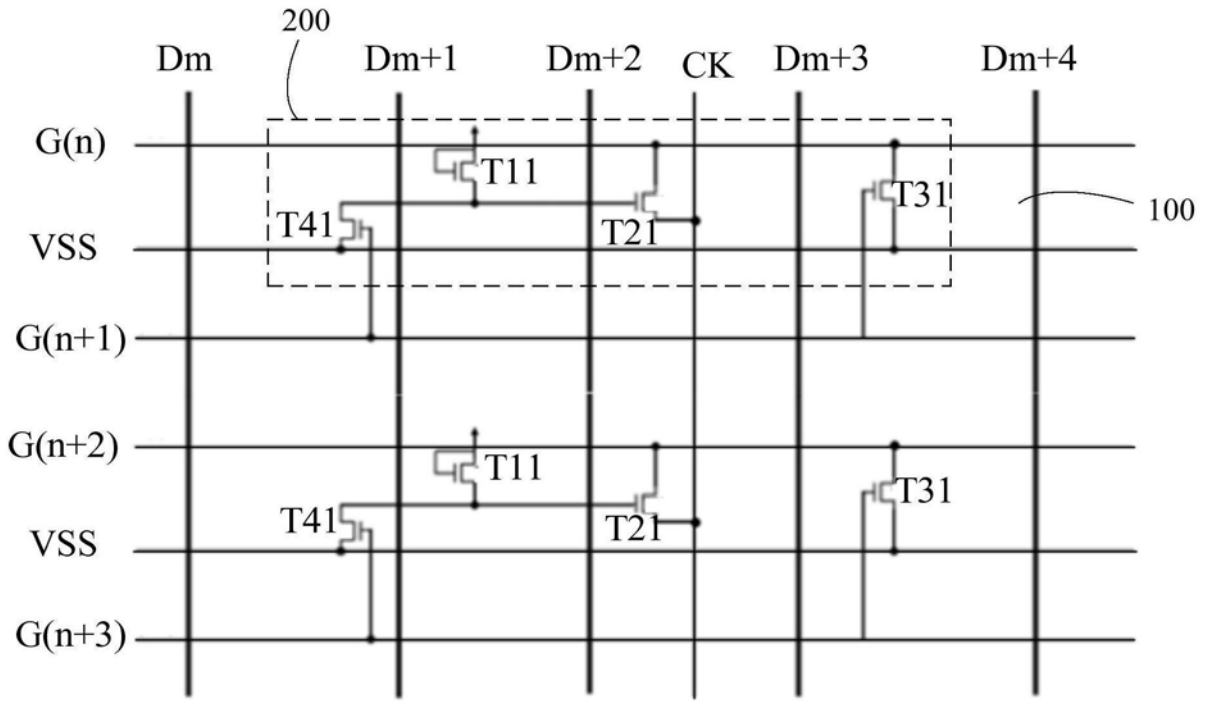 200
Dm Dm+1 Dm+2 CK Dm+3 Dm+4
G(n)
T11
T31
100
T41
T21
VSS
G(n+1)
G(n+2)
T11
T31
T41
T21
VSS
G(n+3)